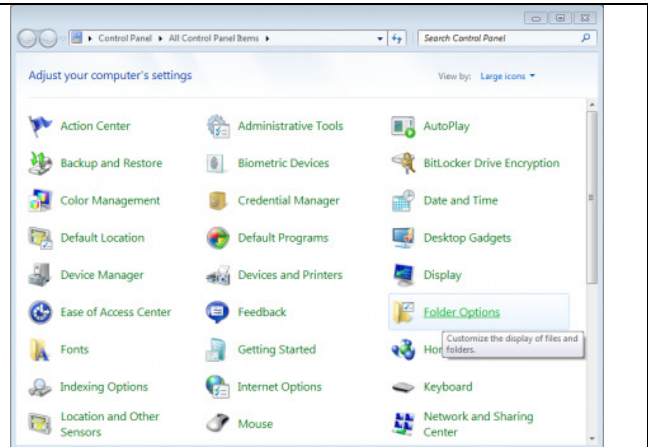 Control Panel ▸ All Control Panel Items ▸ Search Control Panel
Adjust your computer's settings View by: Large icons
Action Center Administrative Tools AutoPlay
Backup and Restore Biometric Devices BitLocker Drive Encryption
Color Management Credential Manager Date and Time
Default Location Default Programs Desktop Gadgets
Device Manager Devices and Printers Display
Ease of Access Center Feedback Folder Options
Customize the display of files and
folders.
Fonts Getting Started
Indexing Options Internet Options Keyboard
Location and Other
Sensors
Mouse
Network and Sharing
Center